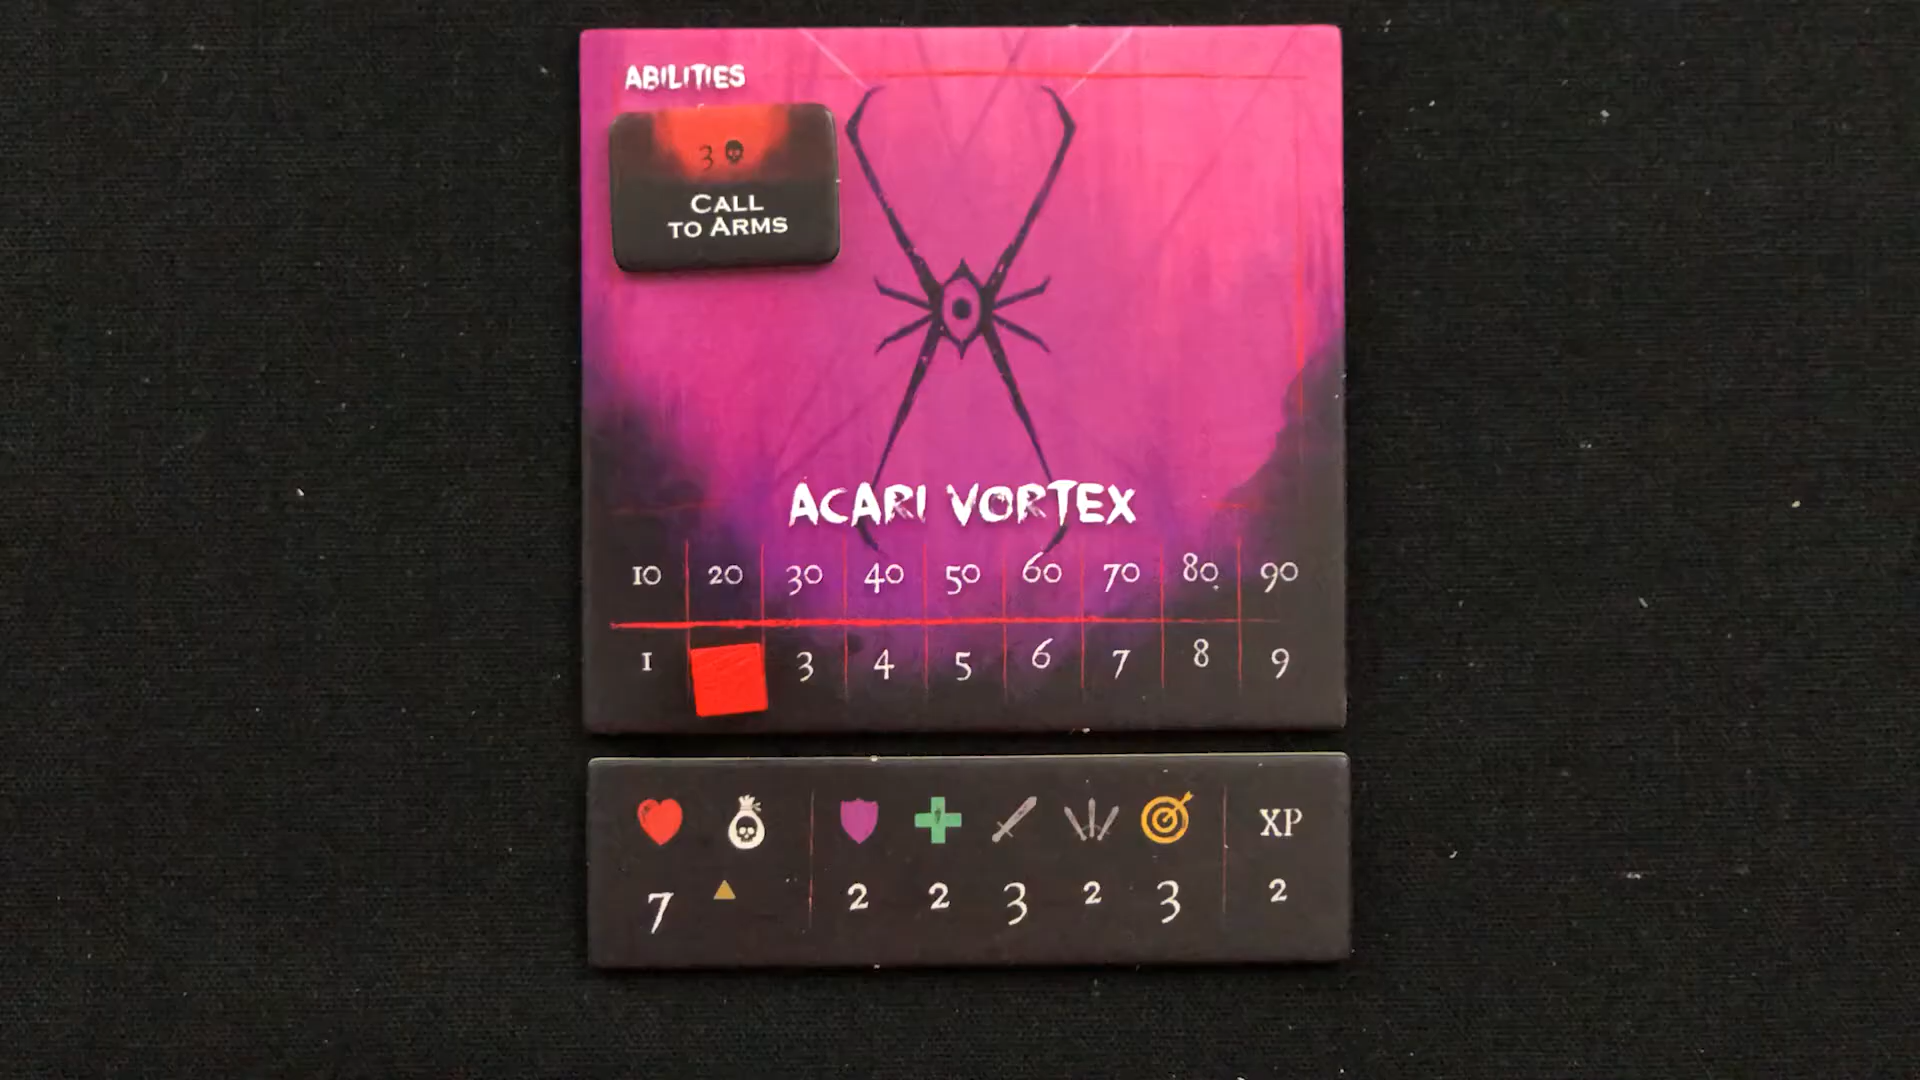 ABILITIES
3
CALL
TO ARMS
ACARI VORTEX
10 20 30 40 50 60 70 80 90
1 3 4 5 6 7 8 9
XP
7 2 2 3 2 3 2